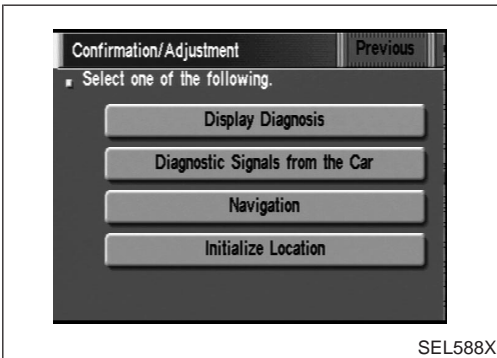 Confirmation/Adjustment Previous
Select one of the following.
Display Diagnosis
Diagnostic Signals from the Car
Navigation
Initialize Location
SEL588X